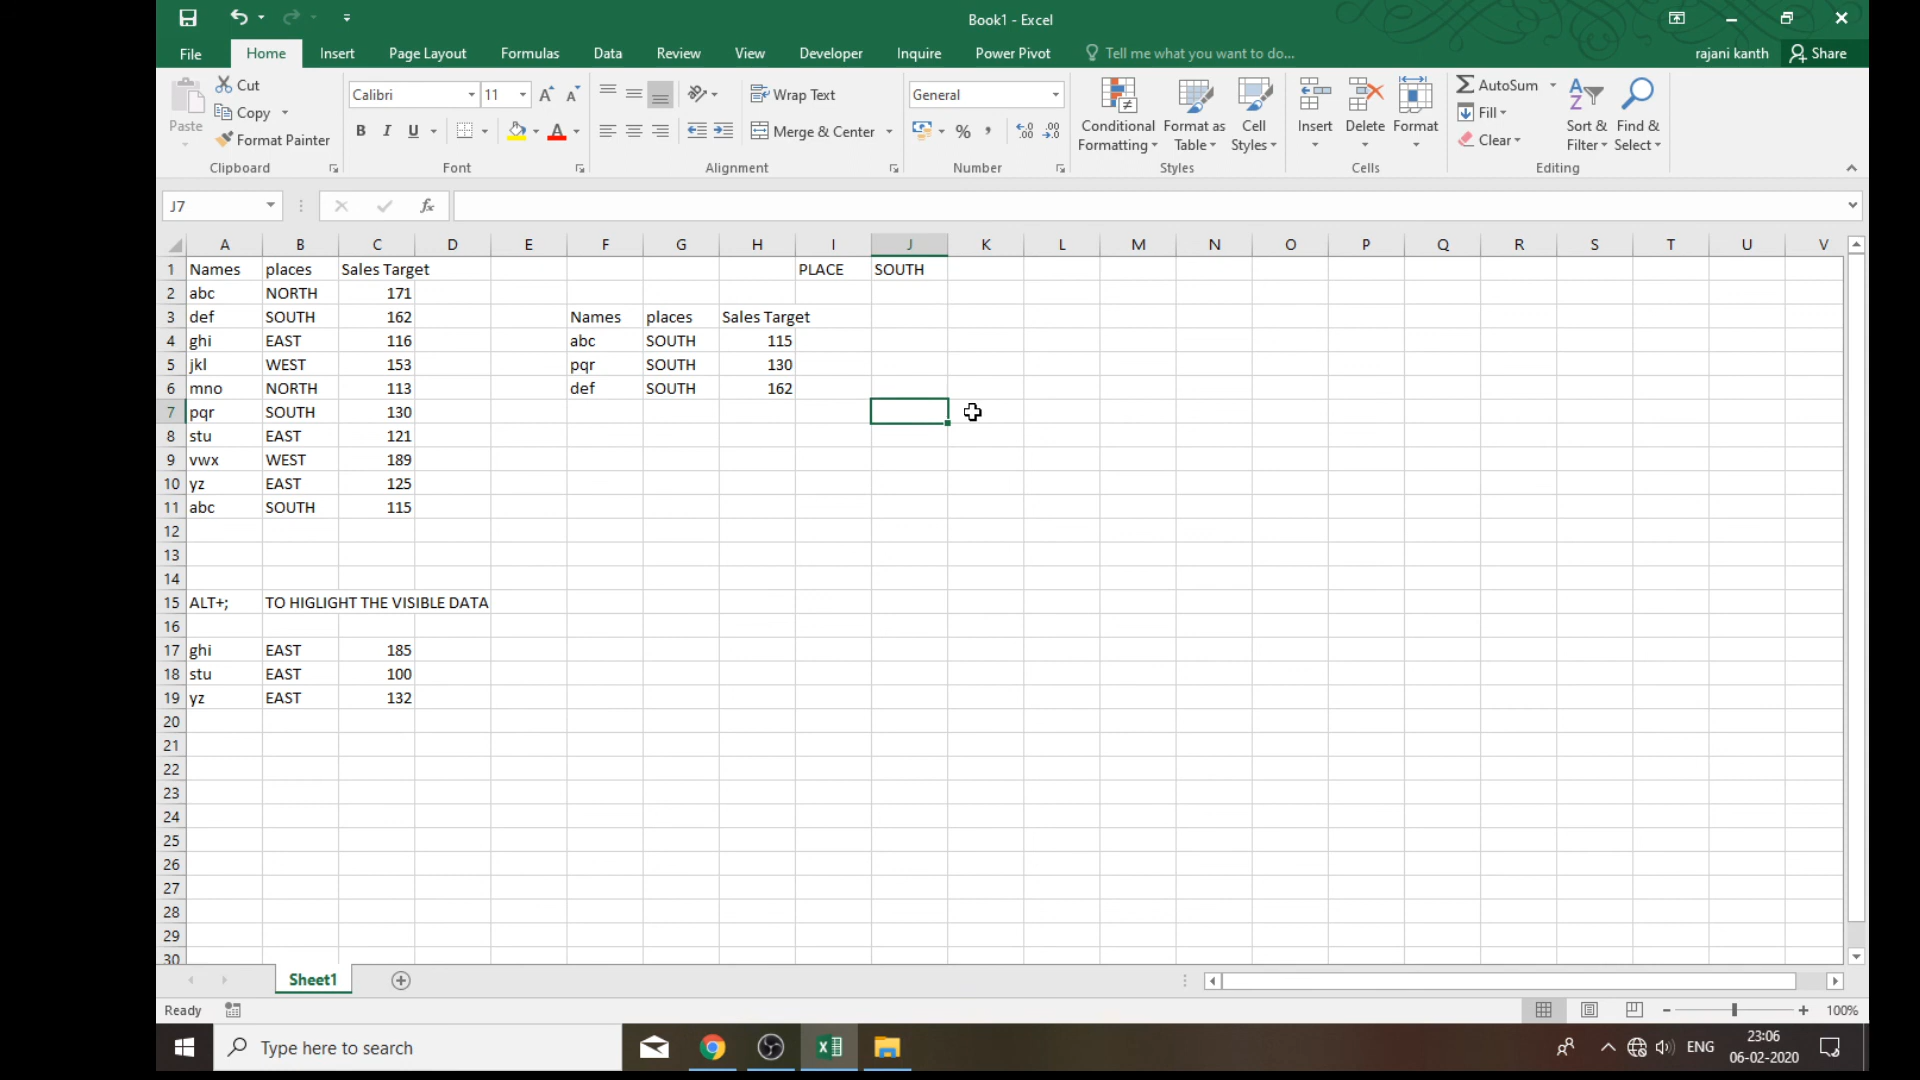 Book1 - Excel
File Home Insert Page Layout Formulas Data Review View Developer Inquire Power Pivot Tell me what you want to do... rajani kanth Share
Paste
Cut
Copy
Format Painter
Clipboard
Calibri 11
B I U A
Font
Wrap Text
Merge & Center
Alignment
General
% , .00 .00
Number
Conditional Formatting
Format as Table
Cell Styles
Styles
Insert Delete Format
Cells
AutoSum
Fill
Clear
Sort & Filter
Find & Select
Editing
J7 fx
A B C D E F G H I J K L M N O P Q R S T U V
1 Names places Sales Target PLACE SOUTH
2 abc NORTH 171
3 def SOUTH 162 Names places Sales Target
4 ghi EAST 116 abc SOUTH 115
5 jkl WEST 153 pqr SOUTH 130
6 mno NORTH 113 def SOUTH 162
7 pqr SOUTH 130
8 stu EAST 121
9 vwx WEST 189
10 yz EAST 125
11 abc SOUTH 115
12
13
14
15 ALT+; TO HIGLIGHT THE VISIBLE DATA
16
17 ghi EAST 185
18 stu EAST 100
19 yz EAST 132
20
21
22
23
24
25
26
27
28
29
30
Sheet1
Ready 100%
Type here to search
ENG
23:06
06-02-2020